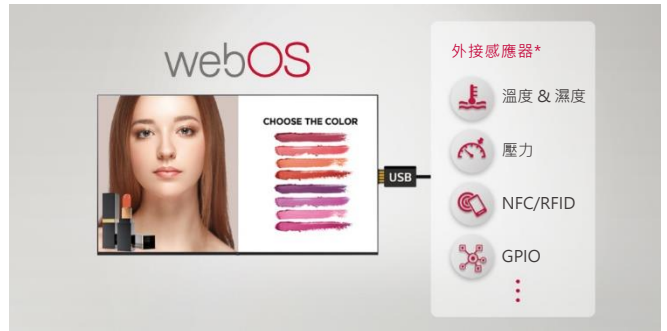 webOS
CHOOSE THE COLOR
USB
外接感應器*
溫度 & 濕度
壓力
NFC/RFID
GPIO